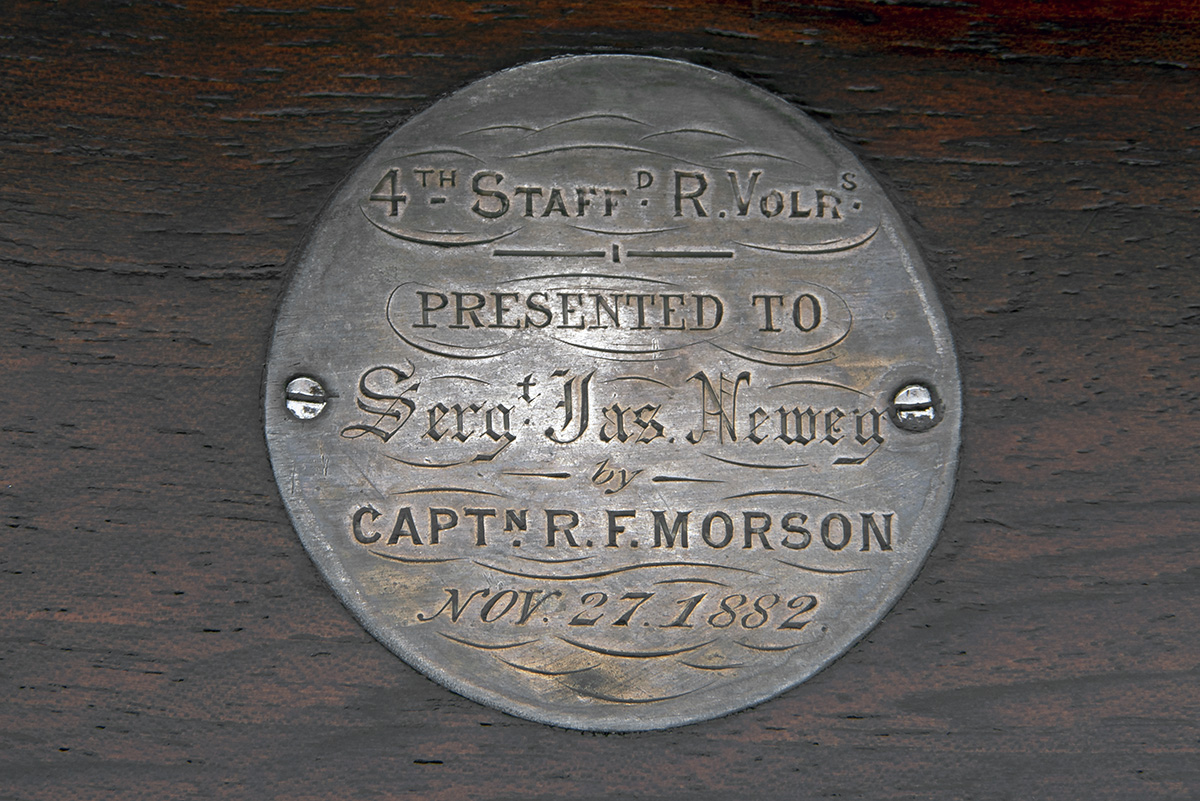 4TH STAFFD. R. VOLRS.
PRESENTED TO
Sergt. Jas. Newey
by
CAPTN. R. F. MORSON
NOV. 27. 1882.